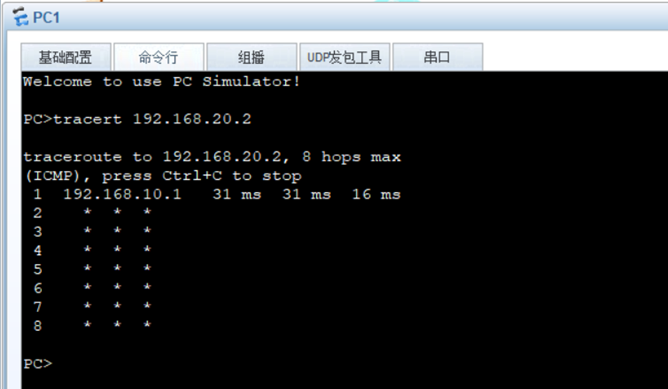 PC1
基础配置 命令行 组播 UDP发包工具 串口
Welcome to use PC Simulator!
PC>tracert 192.168.20.2
traceroute to 192.168.20.2, 8 hops max
(ICMP), press Ctrl+C to stop
1 192.168.10.1 31 ms 31 ms 16 ms
2 * * *
3 * * *
4 * * *
5 * * *
6 * * *
7 * * *
8 * * *
PC>